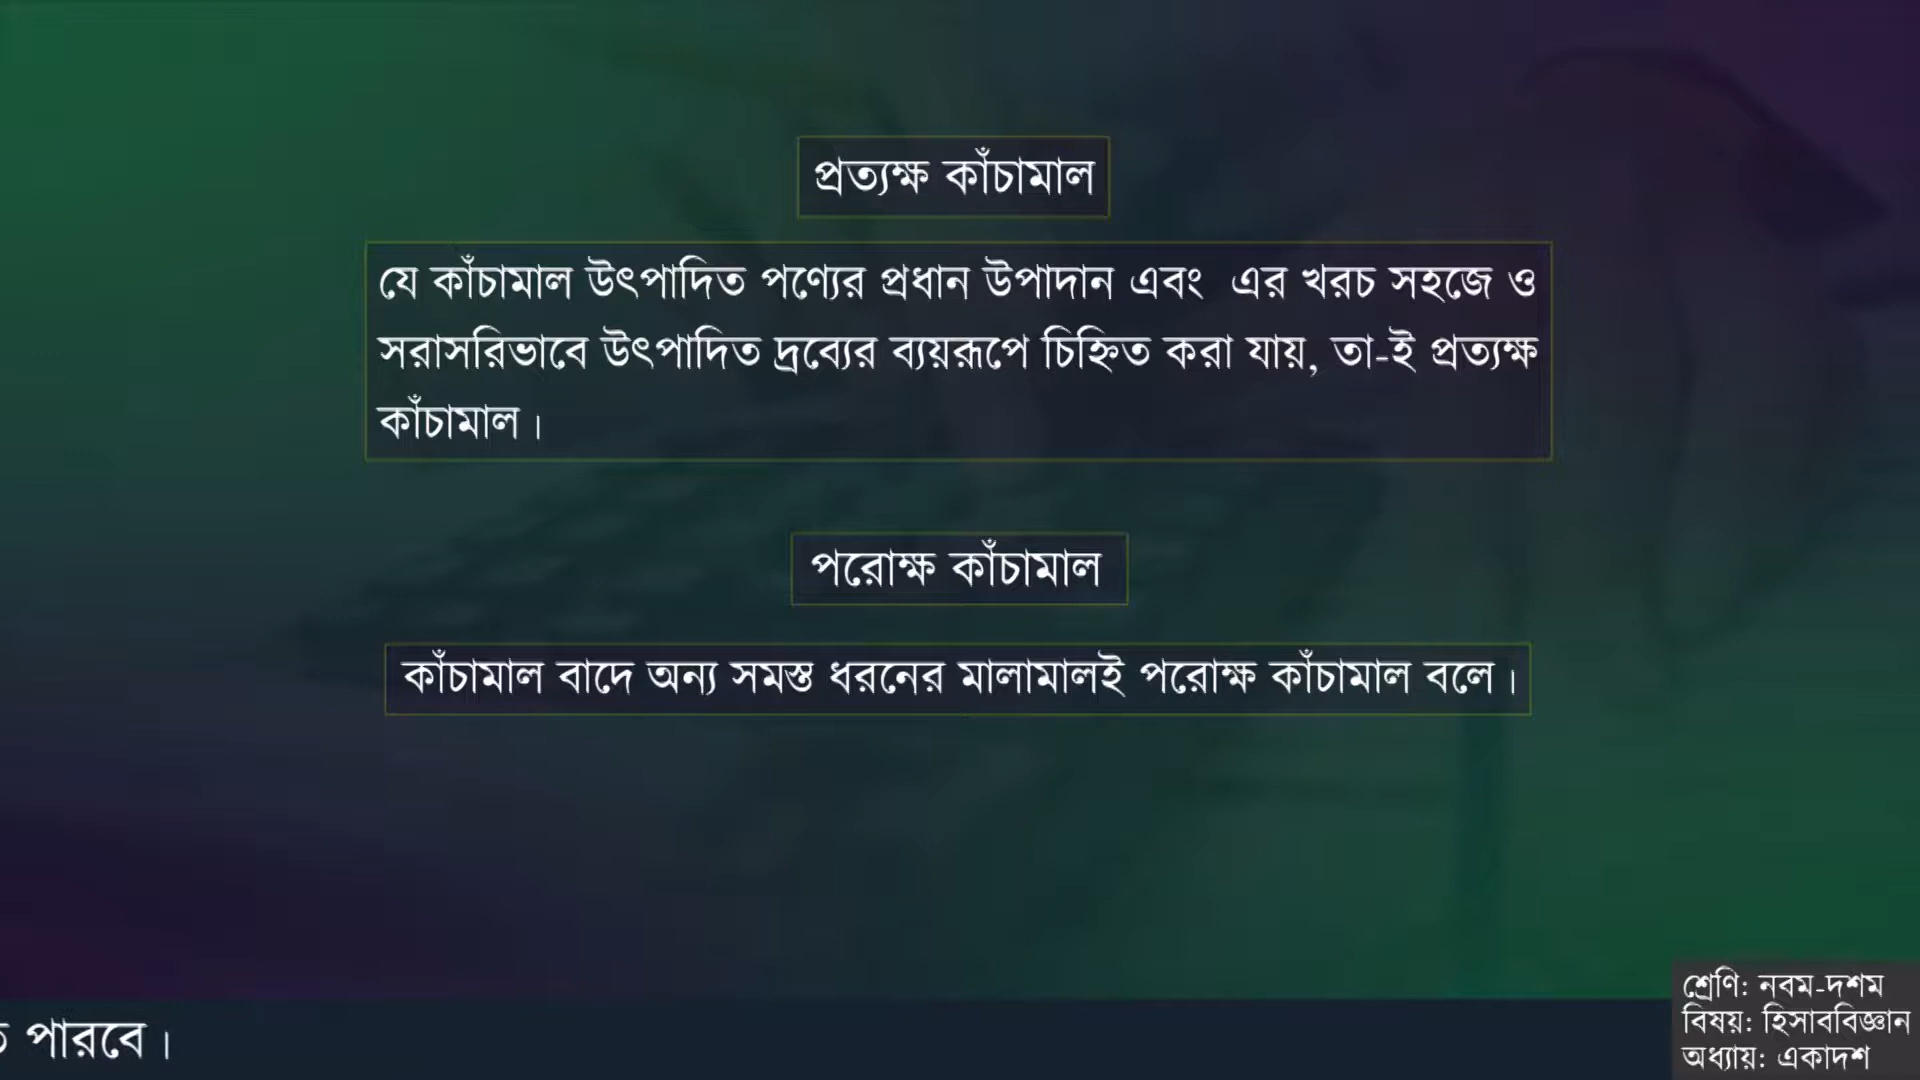 প্রত্যক্ষ কাঁচামাল
যে কাঁচামাল উৎপাদিত পণ্যের প্রধান উপাদান এবং এর খরচ সহজে ও
সরাসরিভাবে উৎপাদিত দ্রব্যের ব্যয়রূপে চিহ্নিত করা যায়, তা-ই প্রত্যক্ষ
কাঁচামাল।
পরোক্ষ কাঁচামাল
কাঁচামাল বাদে অন্য সমস্ত ধরনের মালামালই পরোক্ষ কাঁচামাল বলে।
পারবে।
শ্রেণি: নবম-দশম
বিষয়: হিসাববিজ্ঞান
অধ্যায়: একাদশ